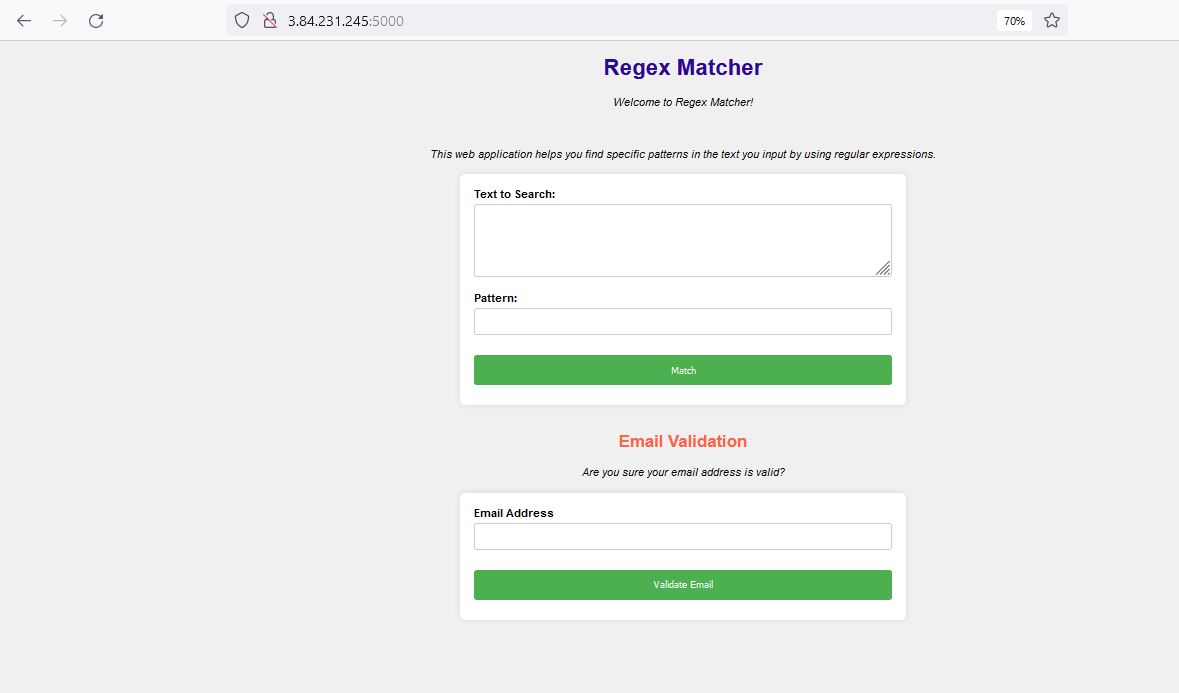 3.84.231.245:5000
70%
Regex Matcher
Welcome to Regex Matcher!
This web application helps you find specific patterns in the text you input by using regular expressions.
Text to Search:
Pattern:
Match
Email Validation
Are you sure your email address is valid?
Email Address
Validate Email